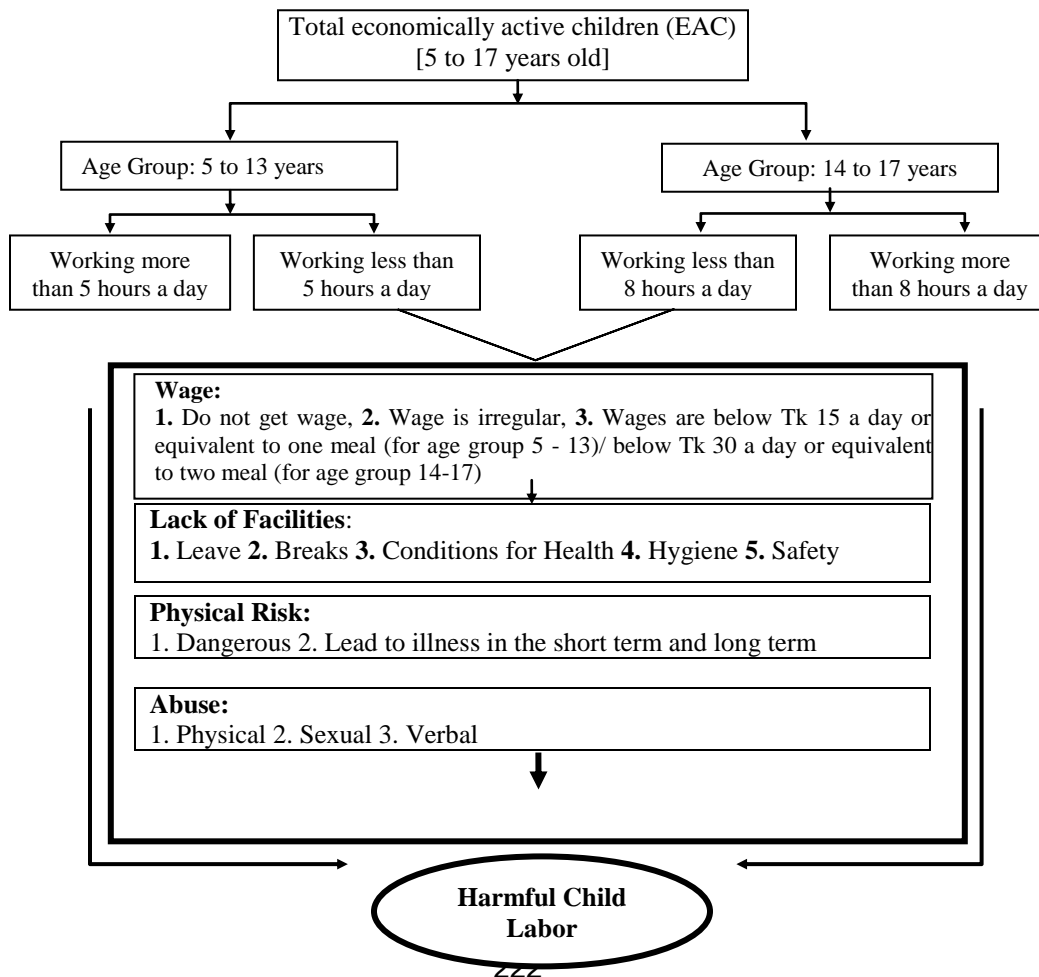 Total economically active children (EAC)
[5 to 17 years old]
Age Group: 5 to 13 years
Age Group: 14 to 17 years
Working more
than 5 hours a day
Working less than
5 hours a day
Working less than
8 hours a day
Working more
than 8 hours a day
Wage:
1. Do not get wage, 2. Wage is irregular, 3. Wages are below Tk 15 a day or
equivalent to one meal (for age group 5 - 13)/ below Tk 30 a day or equivalent
to two meal (for age group 14-17)
Lack of Facilities:
1. Leave 2. Breaks 3. Conditions for Health 4. Hygiene 5. Safety
Physical Risk:
1. Dangerous 2. Lead to illness in the short term and long term
Abuse:
1. Physical 2. Sexual 3. Verbal
Harmful Child
Labor
222